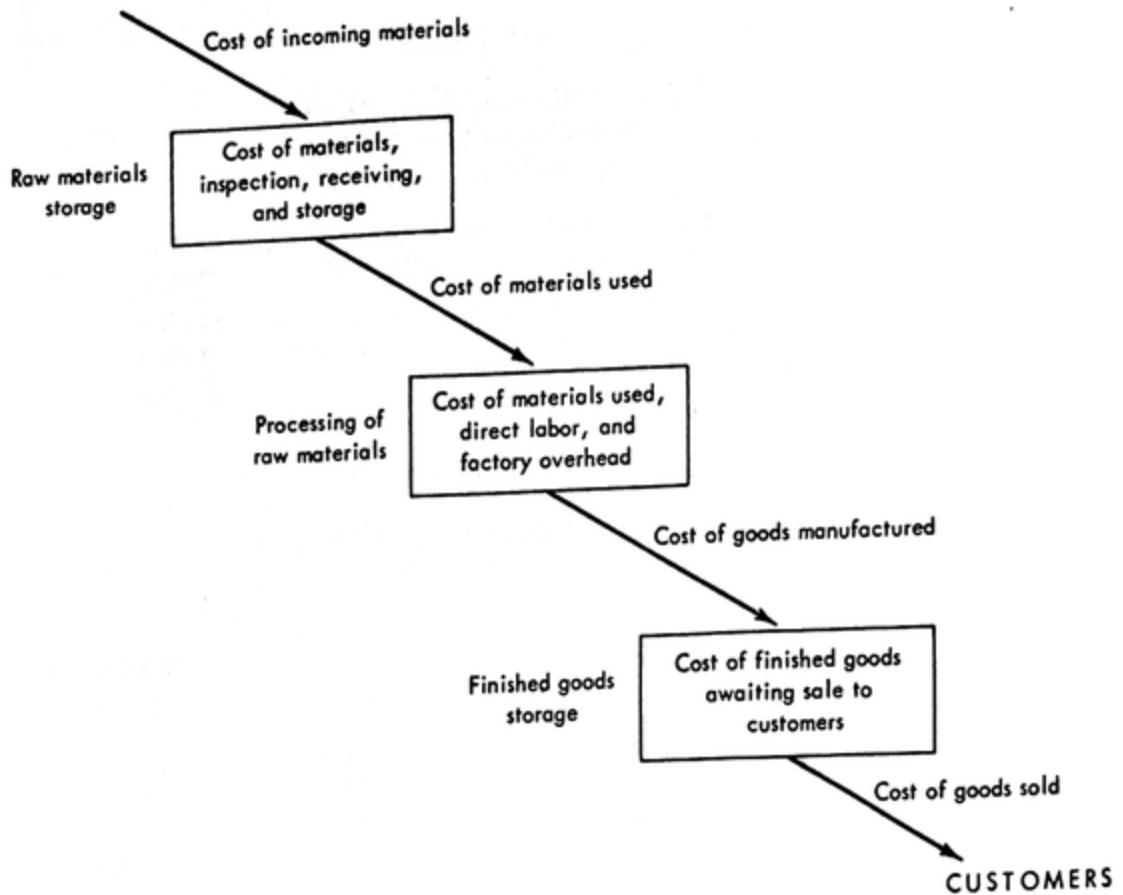 Cost of incoming materials
Raw materials
storage
Cost of materials,
inspection, receiving,
and storage
Cost of materials used
Processing of
raw materials
Cost of materials used,
direct labor, and
factory overhead
Cost of goods manufactured
Finished goods
storage
Cost of finished goods
awaiting sale to
customers
Cost of goods sold
CUSTOMERS